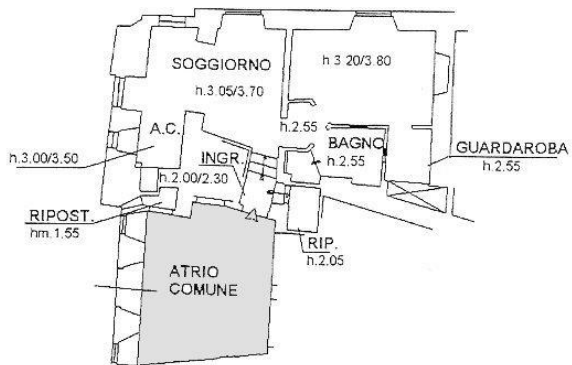 SOGGIORNO
h.3.05/3.70
h.3.20/3.80
A.C.
h.2.55
h.3.00/3.50
INGR.
BAGNO
h.2.55
GUARDAROBA
h.2.55
h.2.00/2.30
RIPOST.
hm.1.55
RIP.
h.2.05
ATRIO
COMUNE